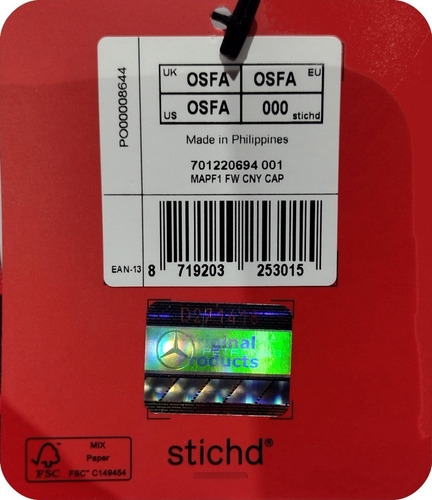 PO00008644
UK OSFA OSFA EU
US OSFA 000 stichd
Made in Philippines
701220694 001
MAPF1 FW CNY CAP
EAN-13 8 719203 253015
Original
Products
FSC
MIX
Paper
FSC™ C149454
stichd®